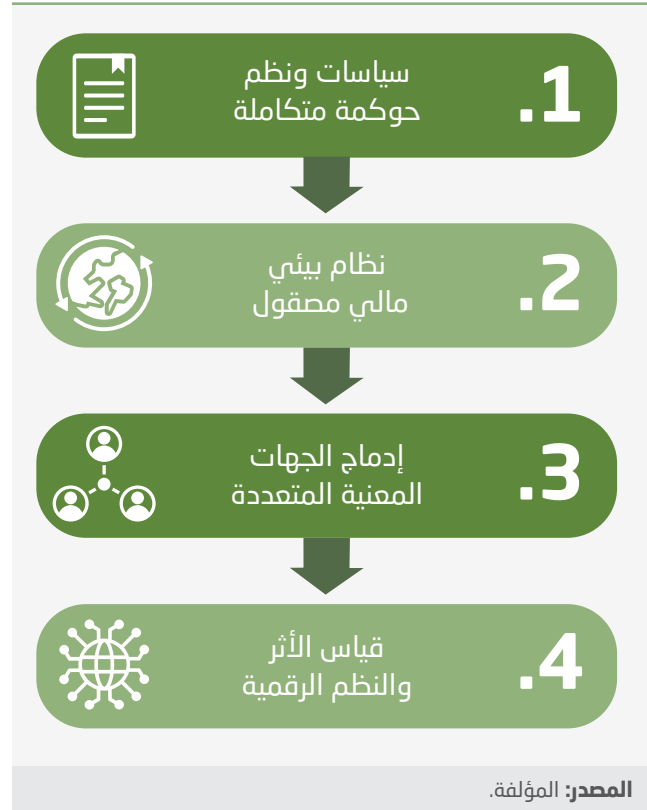 1.
سياسات ونظم
حوكمة متكاملة
2.
نظام بيئي
مالي مصقول
3.
إدماج الجهات
المعنية المتعددة
4.
قياس الأثر
والنظم الرقمية
المصدر: المؤلفة.